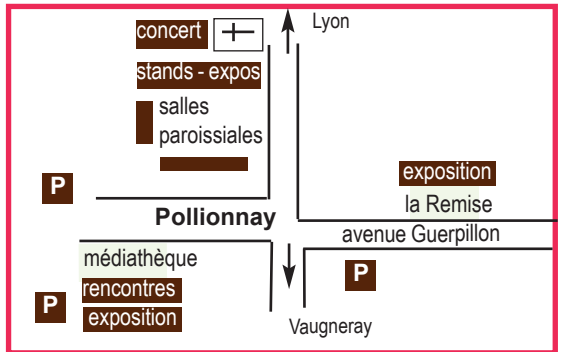 concert
Lyon
stands - expos
salles
paroissiales
P
exposition
la Remise
Pollionnay
avenue Guerpillon
médiathèque
rencontres
exposition
P
P
Vaugneray